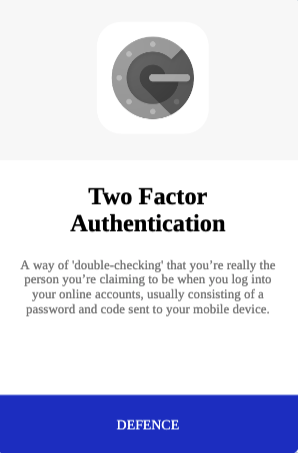 Two Factor
Authentication
A way of 'double-checking' that you’re really the
person you’re claiming to be when you log into
your online accounts, usually consisting of a
password and code sent to your mobile device.
DEFENCE